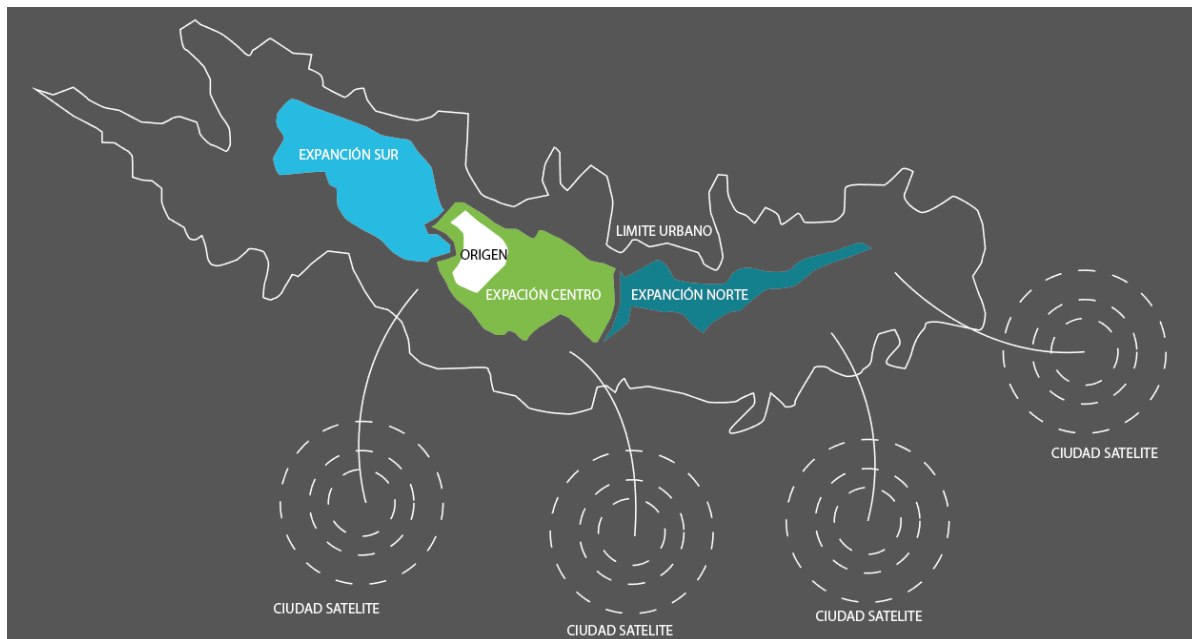 EXPANCIÓN SUR
LIMITE URBANO
ORIGEN
EXPACIÓN CENTRO
EXPANCIÓN NORTE
CIUDAD SATELITE
CIUDAD SATELITE
CIUDAD SATELITE
CIUDAD SATELITE